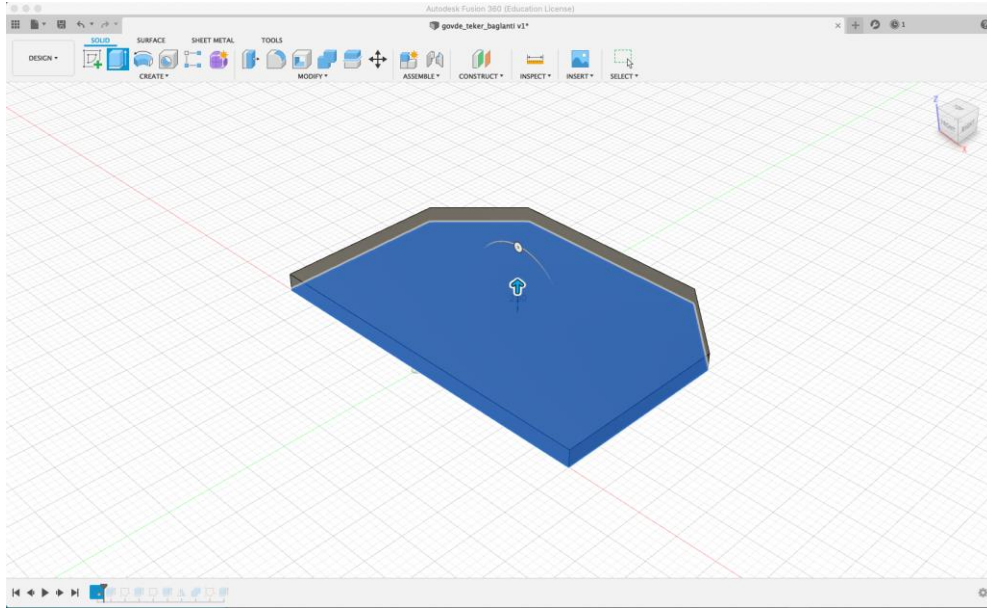 Autodesk Fusion 360 (Education License)
govde_teker_baglanti v1*
1
SOLID SURFACE SHEET METAL TOOLS
DESIGN
CREATE MODIFY ASSEMBLE CONSTRUCT INSPECT INSERT SELECT
Z
X